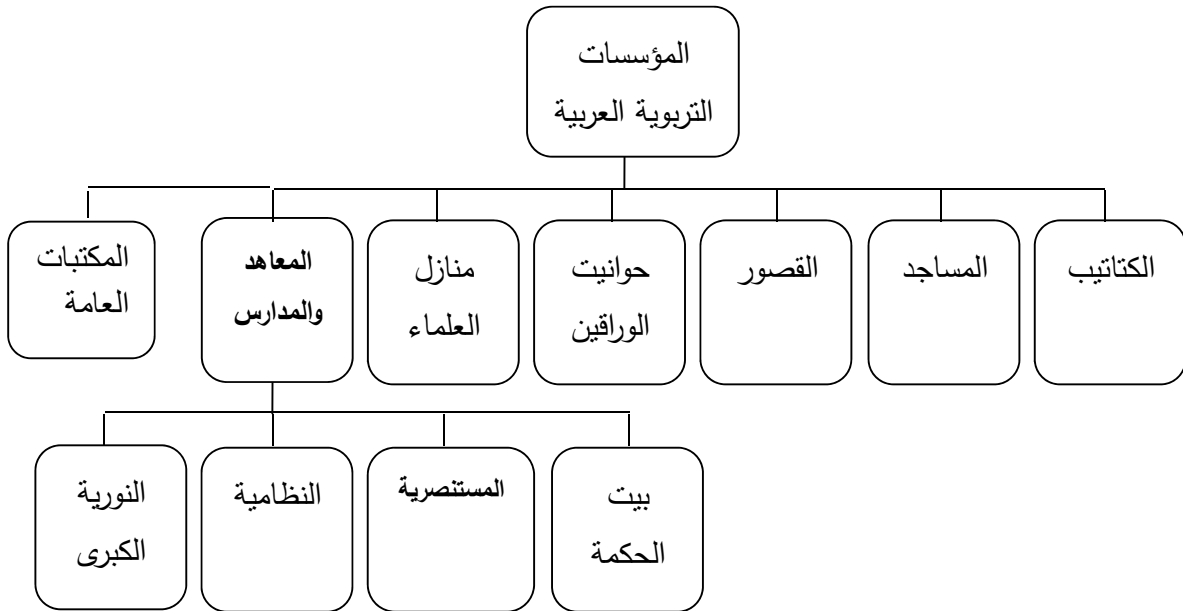 المؤسسات
التربوية العربية
الكتاتيب
المساجد
القصور
حوانيت
الوراقين
منازل
العلماء
المعاهد
والمدارس
المكتبات
العامة
بيت
الحكمة
المستنصرية
النظامية
النورية
الكبرى